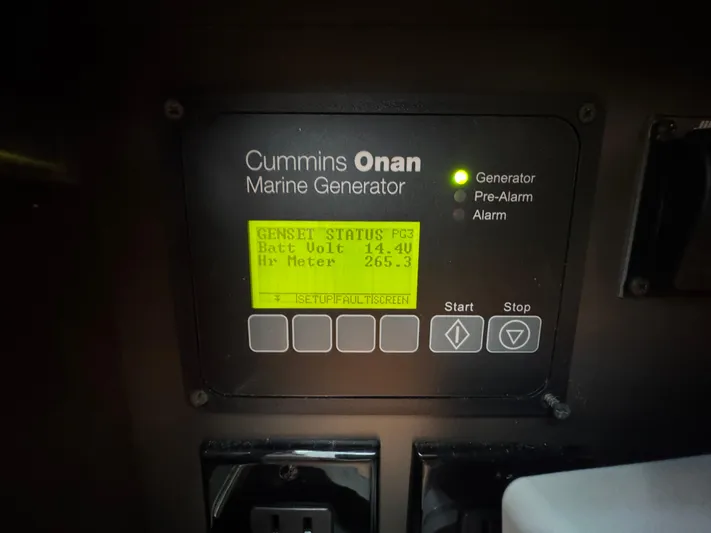 Cummins Onan
Marine Generator
Generator
Pre-Alarm
Alarm
GENSET STATUS PG3
Batt Volt 14.4V
Hr Meter 265.3
SETUP|FAULT|SCREEN
Start Stop